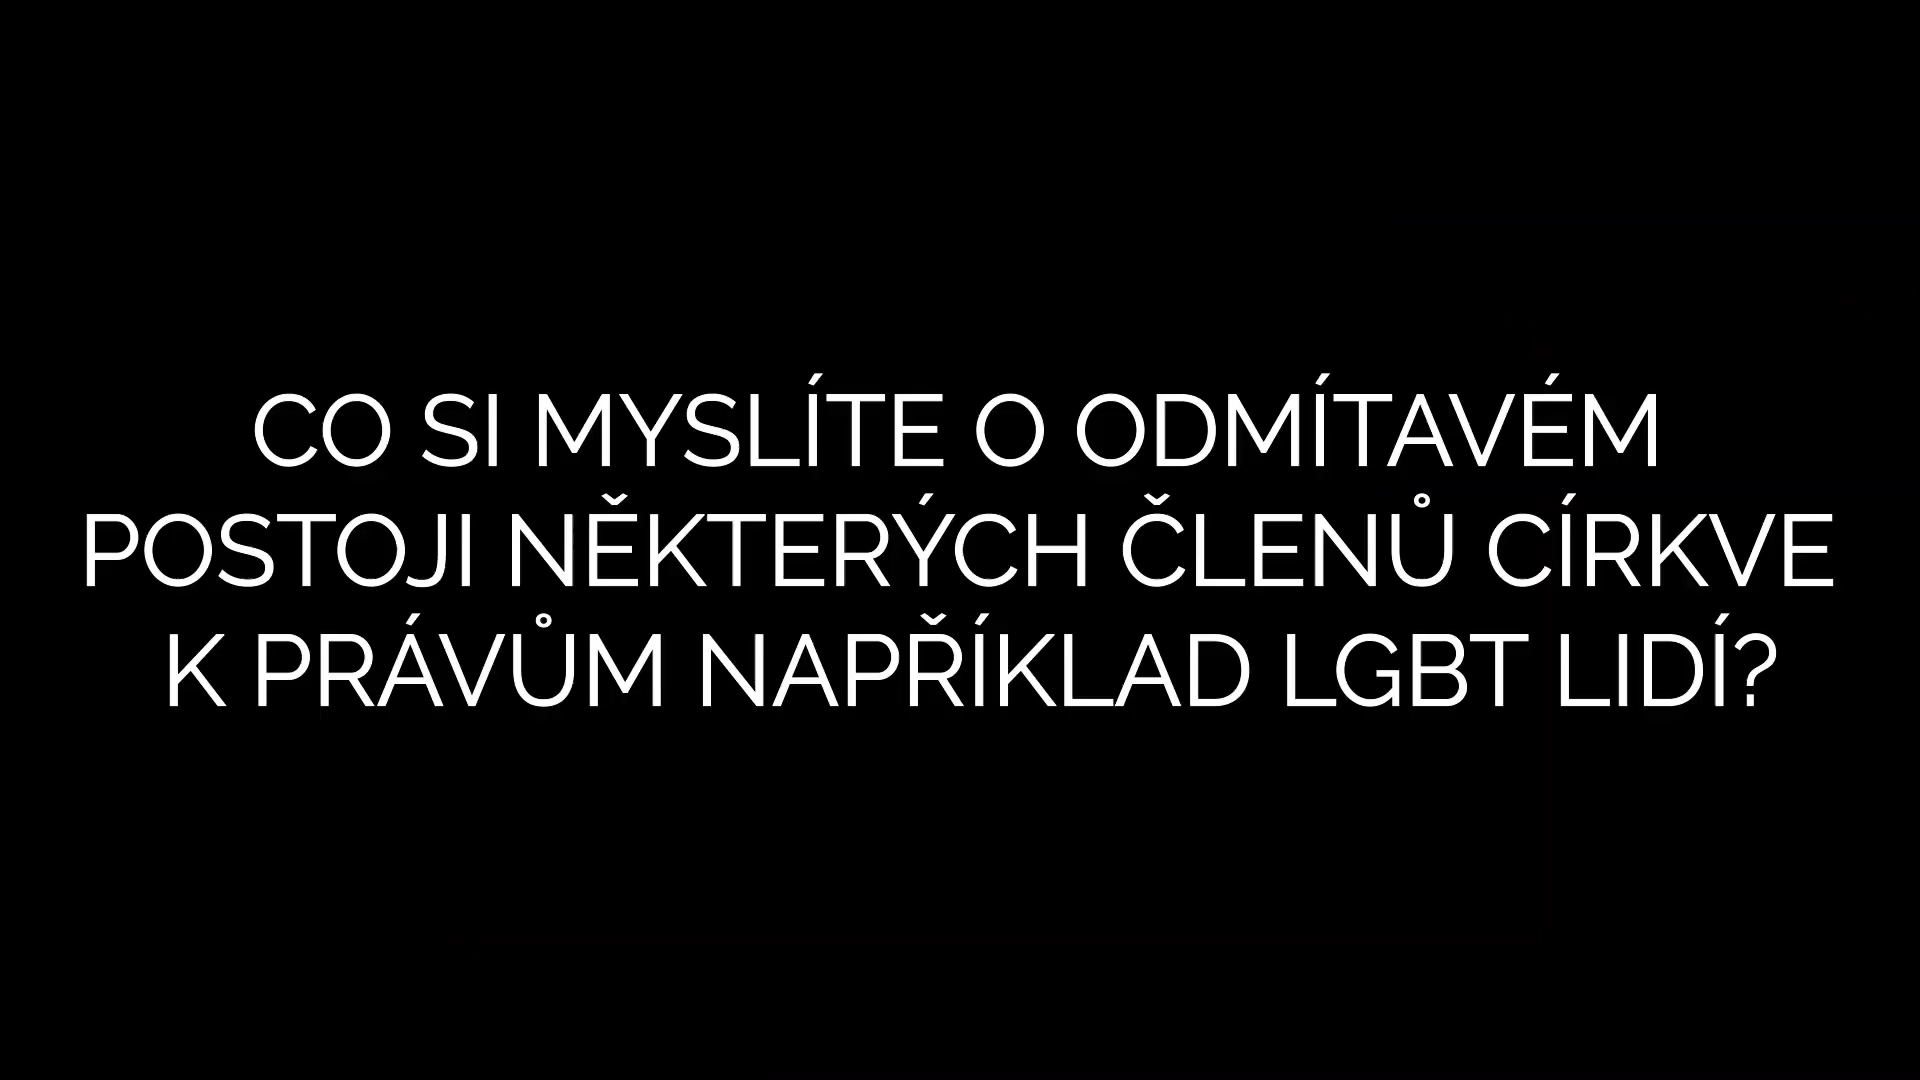 CO SI MYSLÍTE O ODMÍTAVÉM
POSTOJI NĚKTERÝCH ČLENŮ CÍRKVE
K PRÁVŮM NAPŘÍKLAD LGBT LIDÍ?